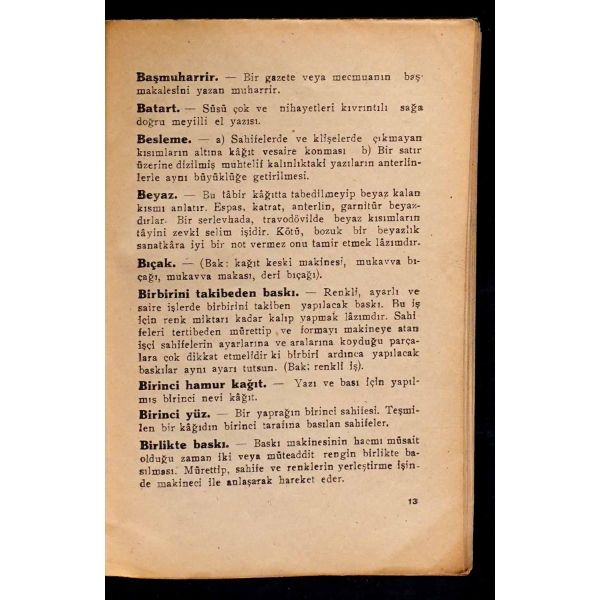 Başmuharrir. — Bir gazete veya mecmuanın baş-
makalesini yazan muharrir.
Batart. — Süsü çok ve nihayetleri kıvrıntılı sağa
doğru meyilli el yazısı.
Besleme. — a) Sahifelerde ve klişelerde çıkmayan
kısımların altına kâğıt vesaire konması b) Bir satır
üzerine dizilmiş muhtelif kalınlıktaki yazıların anterlin-
lerle aynı büyüklüğe getirilmesi.
Beyaz. — Bu tâbir kâğıtta tabedilmeyip beyaz kalan
kısmı anlatır. Espas, katrat, anterlin, garnitür beyaz-
dırlar. Bir serlevhada, travodövilde beyaz kısımların
tâyini zevki selim işidir. Kötü, bozuk bir beyazlık
sanatkâra iyi bir not vermez onu tamir etmek lâzımdır.
Bıçak. — (Bak: kağıt keski makinesi, mukavva bı-
çağı, mukavva makası, deri bıçağı).
Birbirini takibeden baskı. — Renkli, ayarlı ve
saire işlerde birbirini takiben yapılacak baskı. Bu iş
için renk miktarı kadar kalıp yapmak lâzımdır. Sahi
feleri tertibeden mürettip ve formayı makineye atan
işçi sahifelerin ayarlarına ve aralarına koyduğu parça-
lara çok dikkat etmelidir ki birbiri ardınca yapılacak
baskılar aynı ayarı tutsun. (Bak: renkli iş).
Birinci hamur kağıt. — Yazı ve bası için yapıl-
mış birinci nevi kâğıt.
Birinci yüz. — Bir yaprağın birinci sahifesi. Teşmi-
len bir kâğıdın birinci tarafına basılan sahifeler.
Birlikte baskı. — Baskı makinesinin hacmı müsait
olduğu zaman iki veya müteaddit rengin birlikte ba-
sılması. Mürettip, sahife ve renklerin yerleştirme işin-
de makineci ile anlaşarak hareket eder.
13